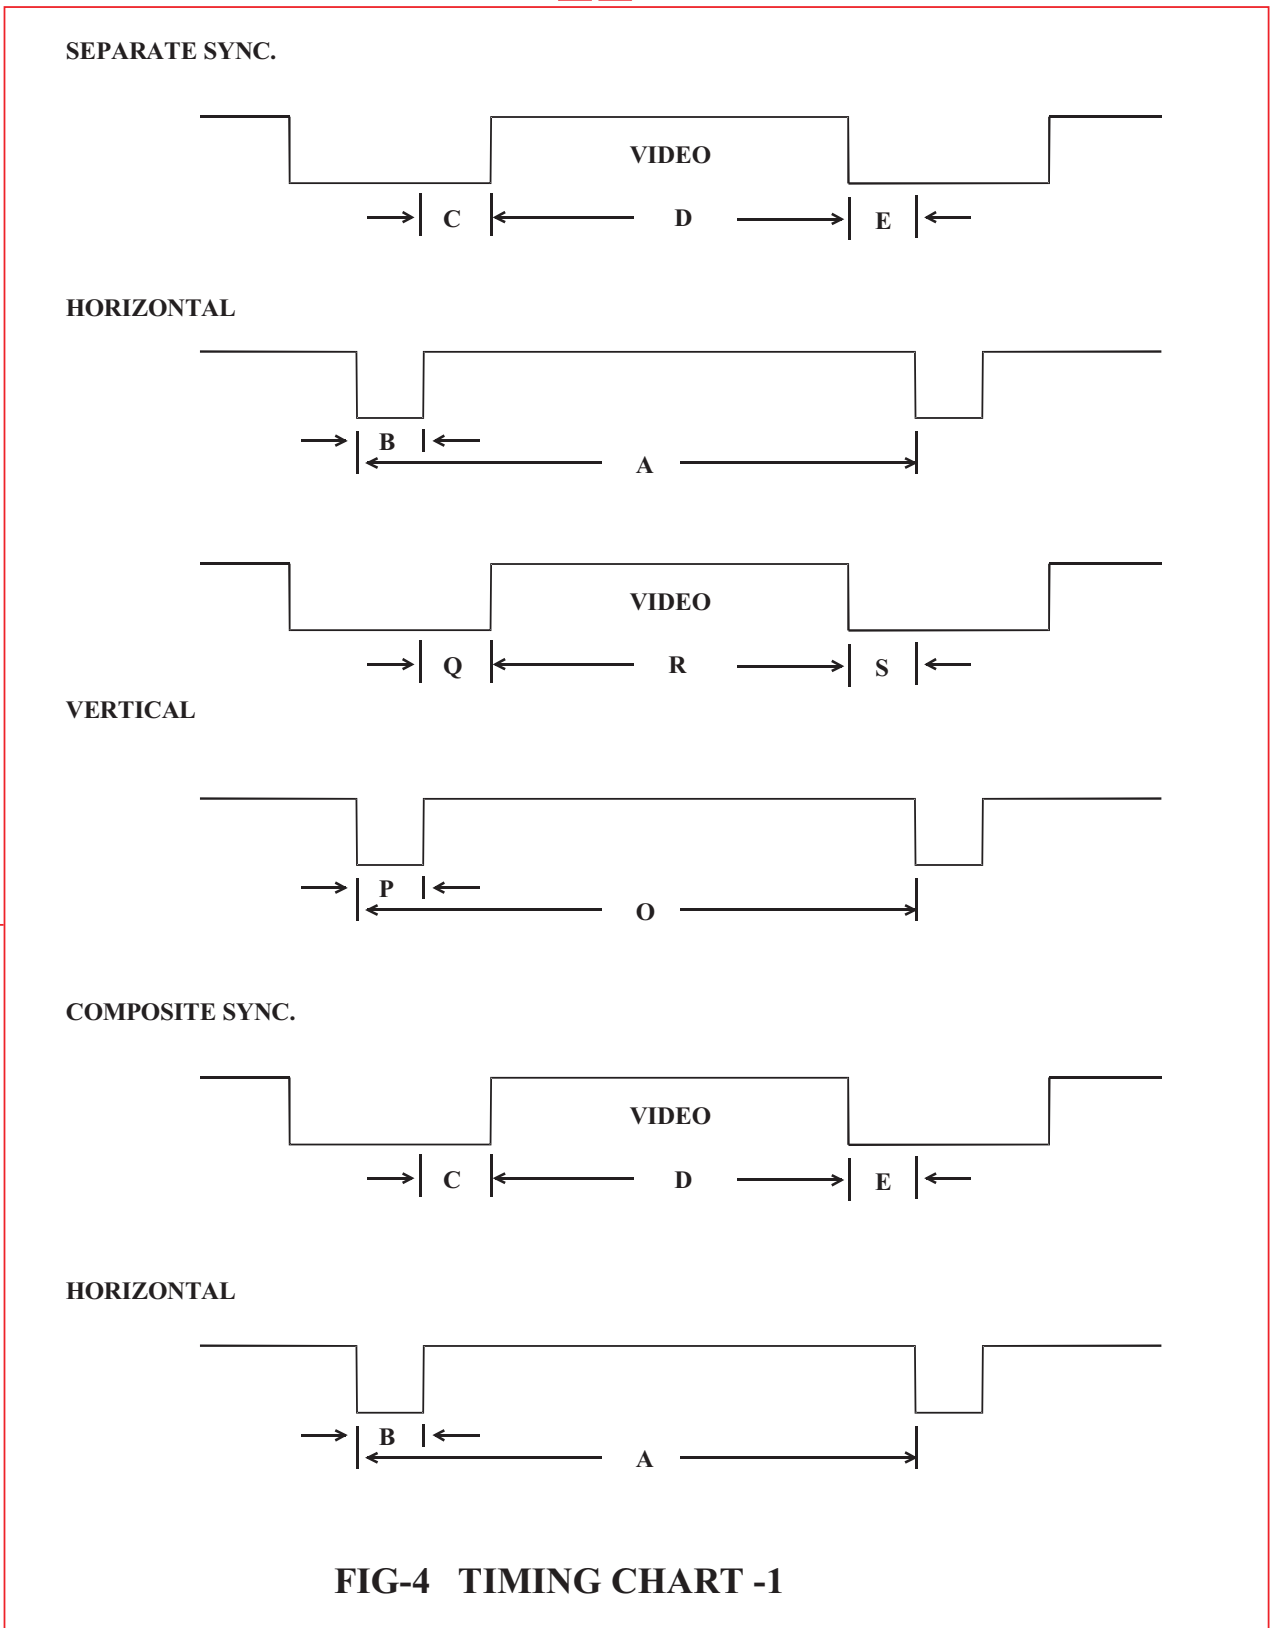 SEPARATE SYNC.
VIDEO
C D E
HORIZONTAL
B
A
VIDEO
Q R S
VERTICAL
P
O
COMPOSITE SYNC.
VIDEO
C D E
HORIZONTAL
B
A
FIG-4 TIMING CHART -1